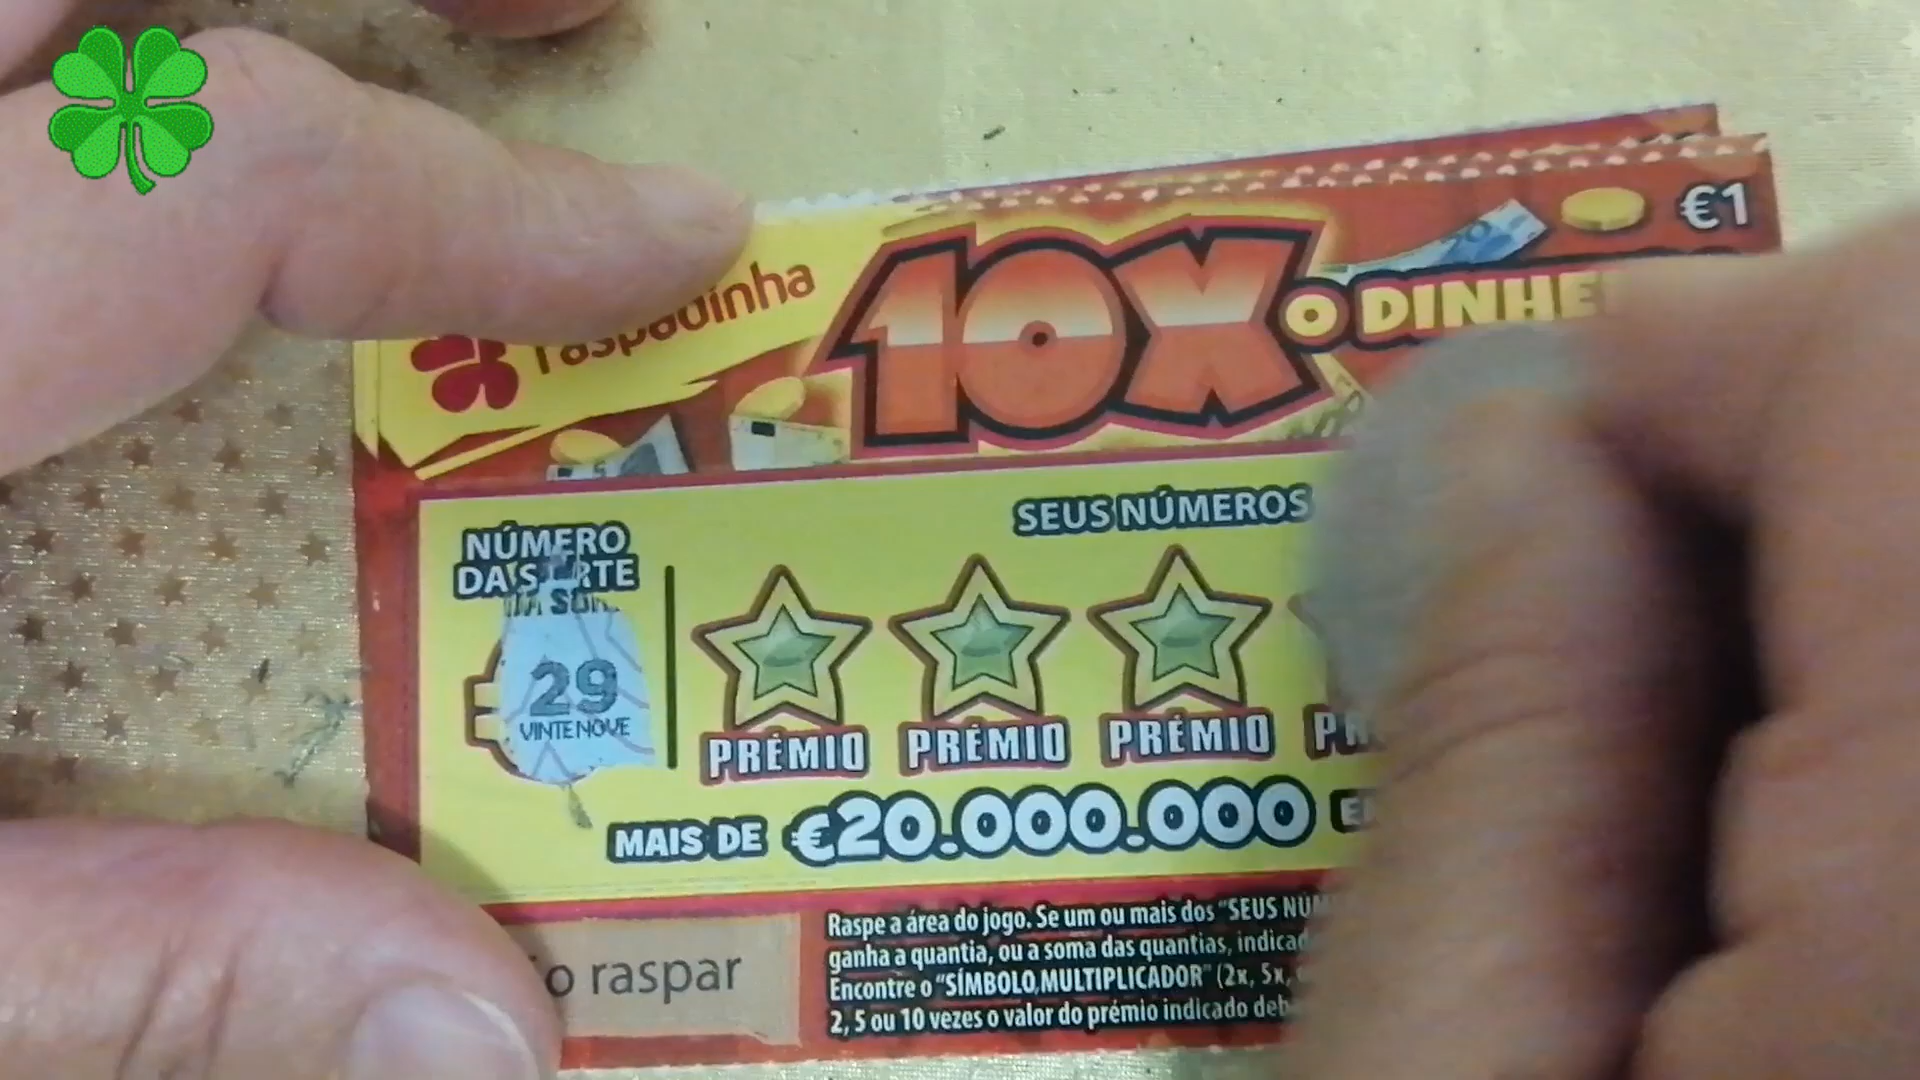 raspadinha
10X
€1
O DINHE
SEUS NÚMEROS
NÚMERO
DA SORTE
29
VINTENOVE
PRÉMIO PRÉMIO PRÉMIO
MAIS DE €20.000.000
o raspar
Raspe a área do jogo. Se um ou mais dos "SEUS NÚM
ganha a quantia, ou a soma das quantias, indicad
Encontre o "SÍMBOLO MULTIPLICADOR" (2x, 5x,
2, 5 ou 10 vezes o valor do prémio indicado deb